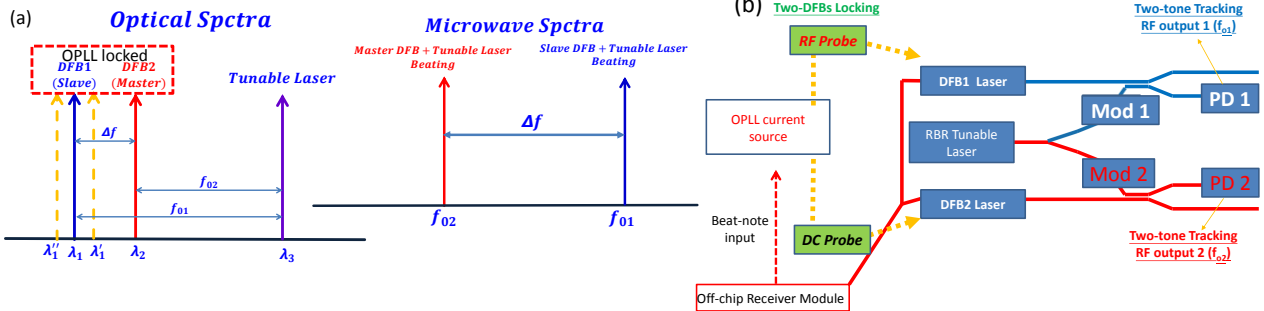 (a)
Optical Spctra
OPLL locked
DFB1
(Slave)
DFB2
(Master)
Tunable Laser
Δf
f02
f01
λ1''
λ1
λ1'
λ2
λ3
Microwave Spctra
Master DFB + Tunable Laser
Beating
Slave DFB + Tunable Laser
Beating
Δf
f02
f01
(b)
Two-DFBs Locking
RF Probe
OPLL current
source
DC Probe
Beat-note
input
Off-chip Receiver Module
DFB1 Laser
RBR Tunable
Laser
DFB2 Laser
Mod 1
Mod 2
Two-tone Tracking
RF output 1 (fo1)
PD 1
PD 2
Two-tone Tracking
RF output 2 (fo2)